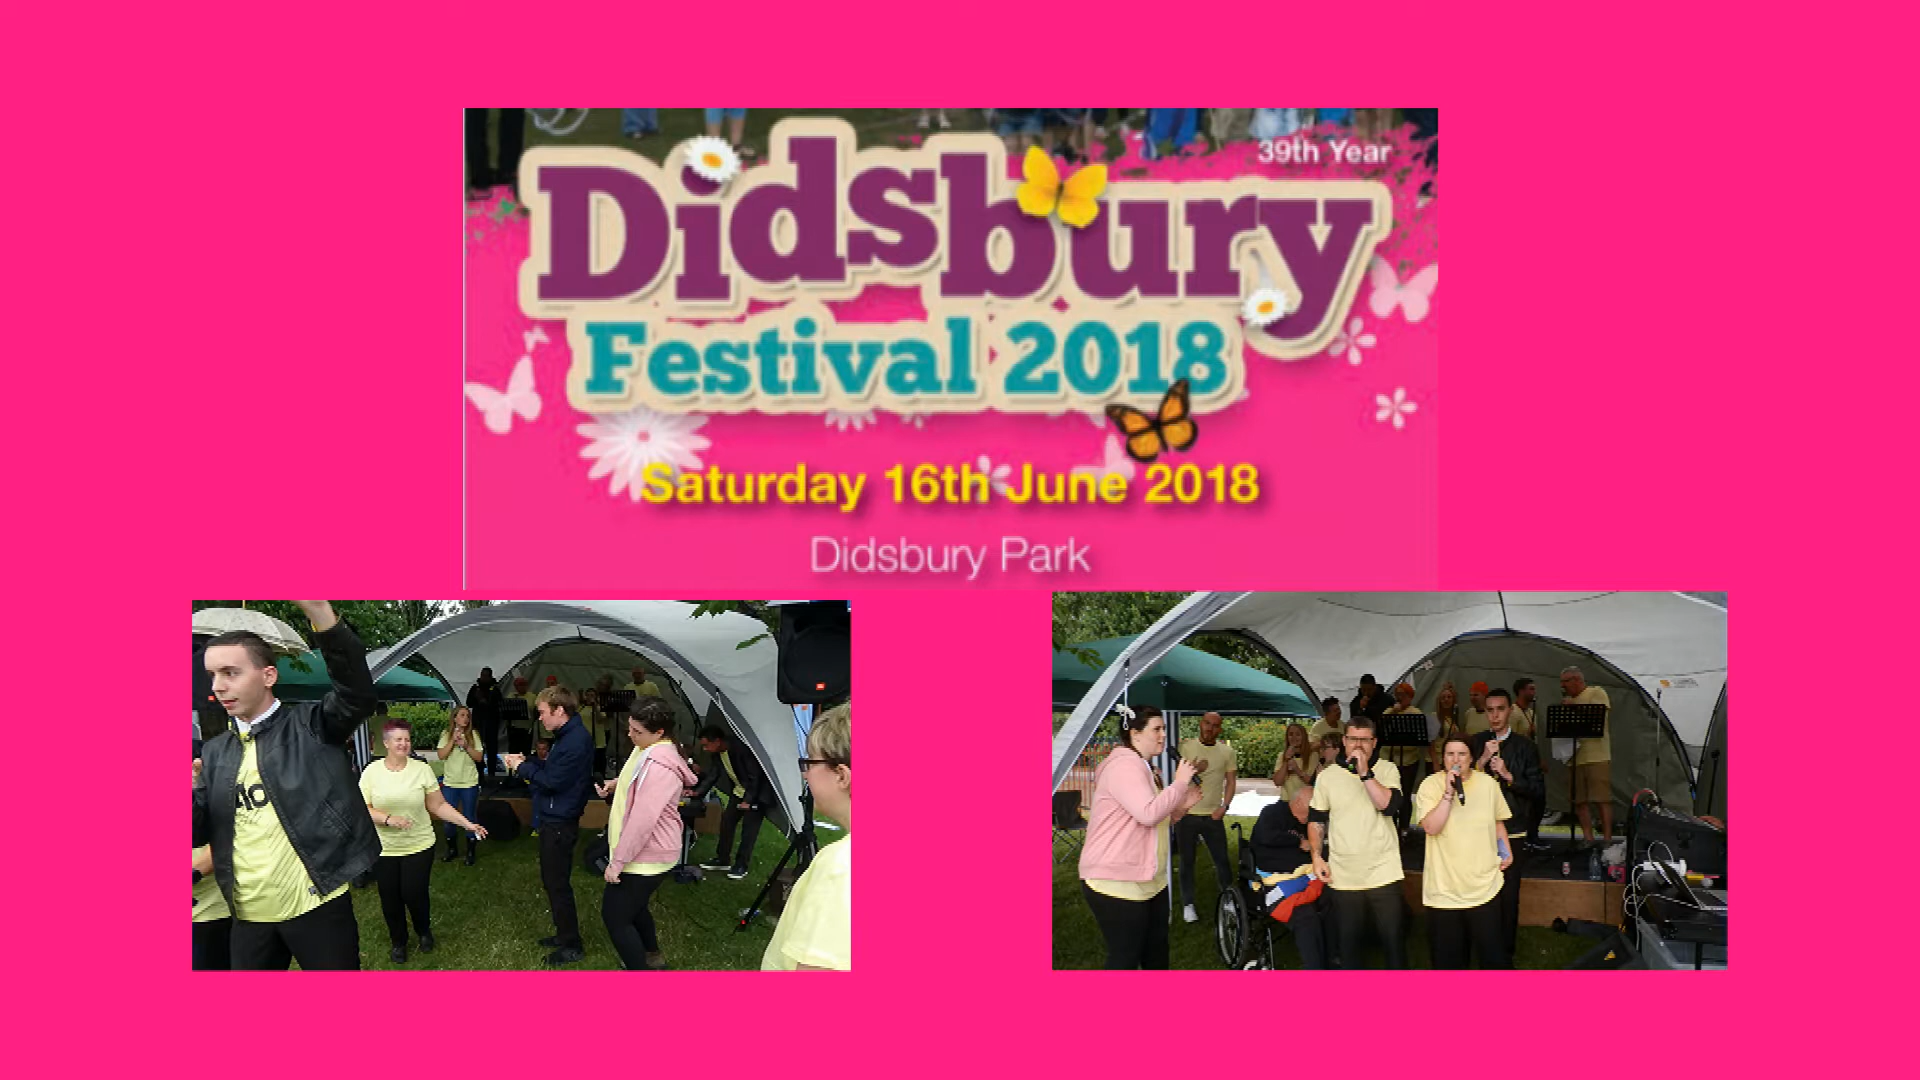 39th Year
Didsbury
Festival 2018
Saturday 16th June 2018
Didsbury Park